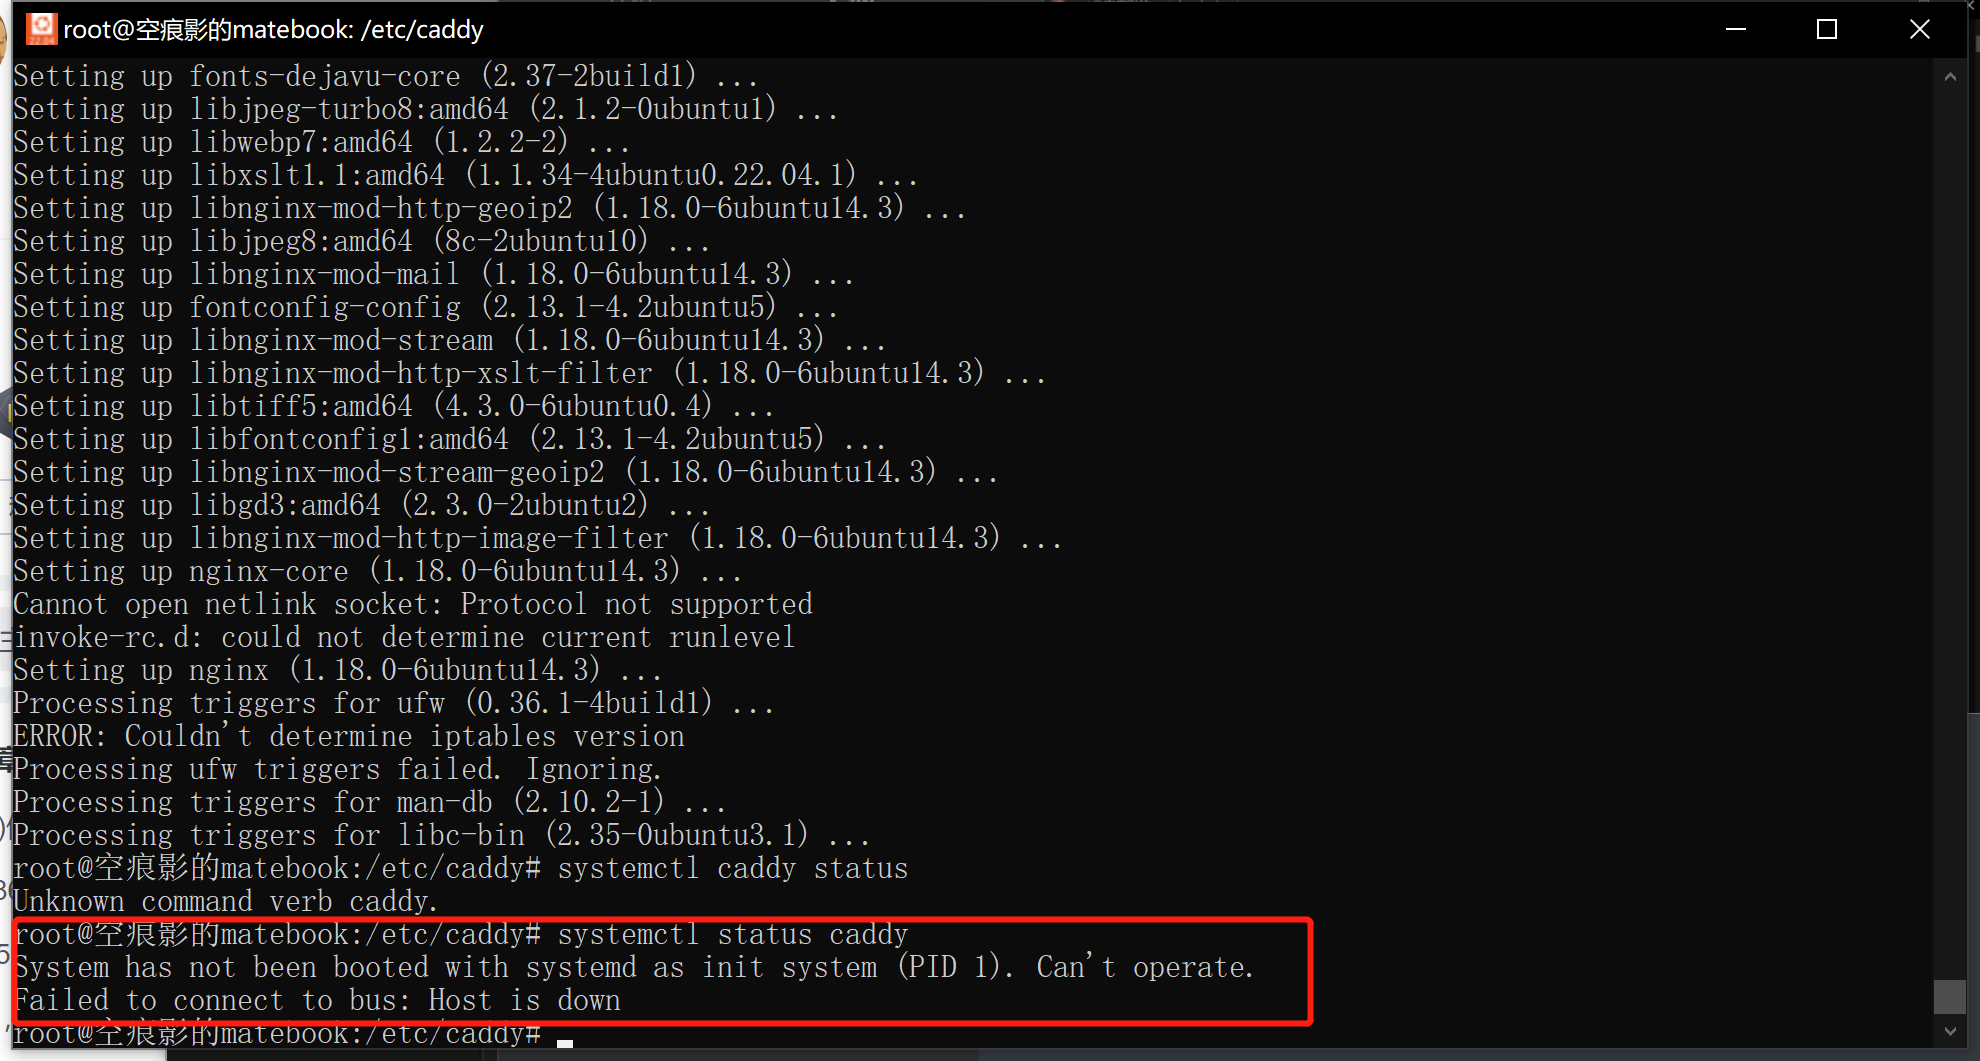 22.04
root@空痕影的matebook: /etc/caddy
Setting up fonts-dejavu-core (2.37-2build1) ...
Setting up libjpeg-turbo8:amd64 (2.1.2-0ubuntu1) ...
Setting up libwebp7:amd64 (1.2.2-2) ...
Setting up libxslt1.1:amd64 (1.1.34-4ubuntu0.22.04.1) ...
Setting up libnginx-mod-http-geoip2 (1.18.0-6ubuntu14.3) ...
Setting up libjpeg8:amd64 (8c-2ubuntu10) ...
Setting up libnginx-mod-mail (1.18.0-6ubuntu14.3) ...
Setting up fontconfig-config (2.13.1-4.2ubuntu5) ...
Setting up libnginx-mod-stream (1.18.0-6ubuntu14.3) ...
Setting up libnginx-mod-http-xslt-filter (1.18.0-6ubuntu14.3) ...
Setting up libtiff5:amd64 (4.3.0-6ubuntu0.4) ...
Setting up libfontconfig1:amd64 (2.13.1-4.2ubuntu5) ...
Setting up libnginx-mod-stream-geoip2 (1.18.0-6ubuntu14.3) ...
Setting up libgd3:amd64 (2.3.0-2ubuntu2) ...
Setting up libnginx-mod-http-image-filter (1.18.0-6ubuntu14.3) ...
Setting up nginx-core (1.18.0-6ubuntu14.3) ...
Cannot open netlink socket: Protocol not supported
invoke-rc.d: could not determine current runlevel
Setting up nginx (1.18.0-6ubuntu14.3) ...
Processing triggers for ufw (0.36.1-4build1) ...
ERROR: Couldn't determine iptables version
Processing ufw triggers failed. Ignoring.
Processing triggers for man-db (2.10.2-1) ...
Processing triggers for libc-bin (2.35-0ubuntu3.1) ...
root@空痕影的matebook:/etc/caddy# systemctl caddy status
Unknown command verb caddy.
root@空痕影的matebook:/etc/caddy# systemctl status caddy
System has not been booted with systemd as init system (PID 1). Can't operate.
Failed to connect to bus: Host is down
root@空痕影的matebook:/etc/caddy#